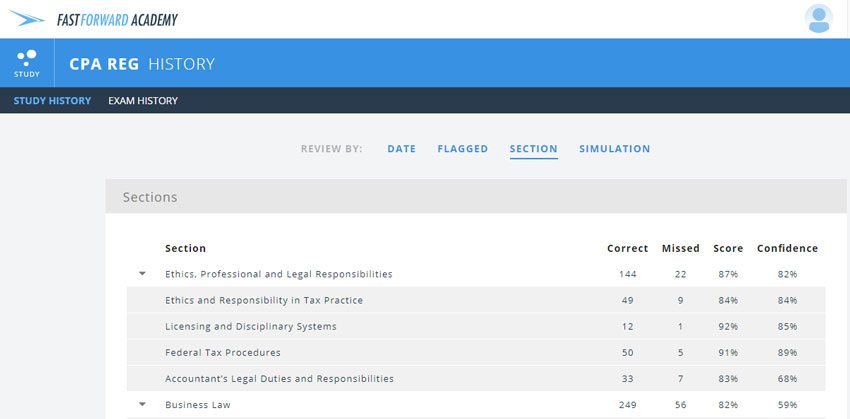 FASTFORWARD ACADEMY
STUDY
CPA REG HISTORY
STUDY HISTORY EXAM HISTORY
REVIEW BY: DATE FLAGGED SECTION SIMULATION
Sections
Section Correct Missed Score Confidence
Ethics, Professional and Legal Responsibilities 144 22 87% 82%
Ethics and Responsibility in Tax Practice 49 9 84% 84%
Licensing and Disciplinary Systems 12 1 92% 85%
Federal Tax Procedures 50 5 91% 89%
Accountant's Legal Duties and Responsibilities 33 7 83% 68%
Business Law 249 56 82% 59%